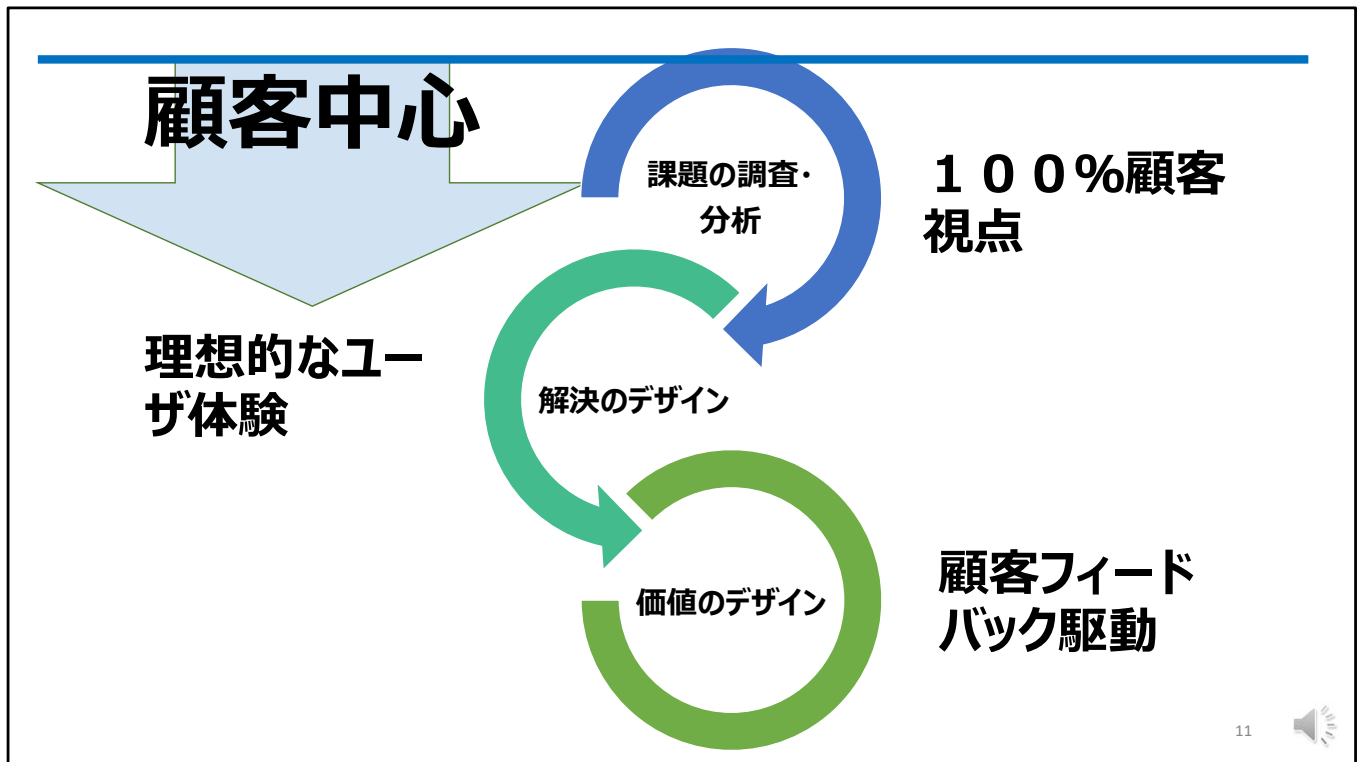 顧客中心
課題の調査・
分析
１００％顧客
視点
理想的なユー
ザ体験
解決のデザイン
価値のデザイン
顧客フィード
バック駆動
11